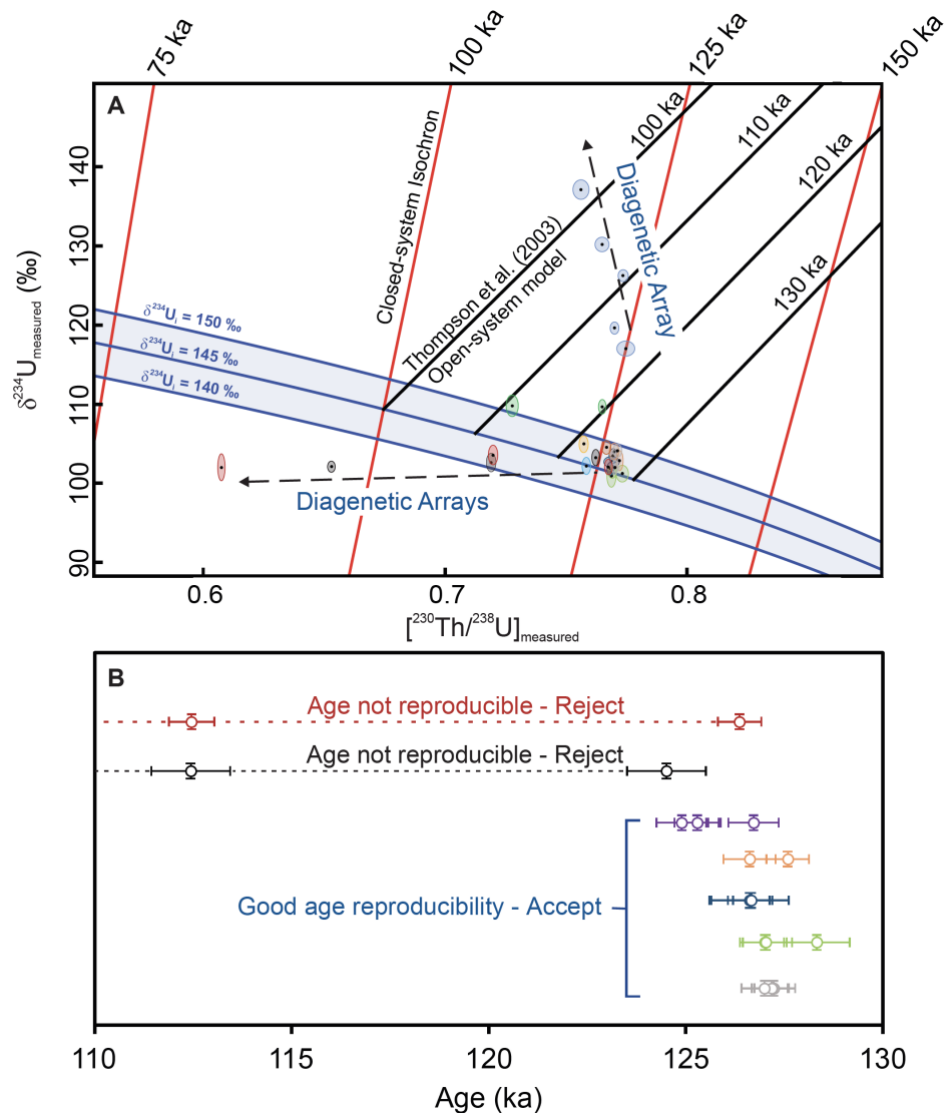 75 ka
100 ka
125 ka
150 ka
A
140
130
120
110
100
90
δ²³⁴U_measured (‰)
Closed-system Isochron
Thompson et al. (2003)
Open-system model
100 ka
110 ka
120 ka
130 ka
Diagenetic Array
δ²³⁴Uᵢ = 150 ‰
δ²³⁴Uᵢ = 145 ‰
δ²³⁴Uᵢ = 140 ‰
Diagenetic Arrays
0.6
0.7
0.8
[²³⁰Th/²³⁸U]_measured
B
Age not reproducible - Reject
Age not reproducible - Reject
Good age reproducibility - Accept
110
115
120
125
130
Age (ka)